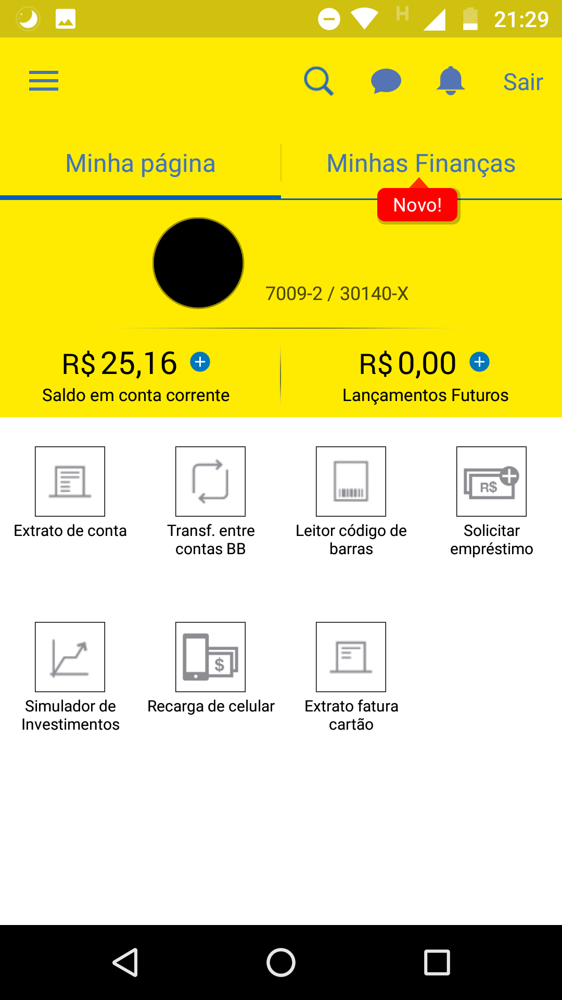 H 21:29
Sair
Minha página Minhas Finanças
Novo!
7009-2 / 30140-X
R$ 25,16 R$ 0,00
Saldo em conta corrente Lançamentos Futuros
R$
Extrato de conta Transf. entre contas BB Leitor código de barras Solicitar empréstimo
$
Simulador de Investimentos Recarga de celular Extrato fatura cartão